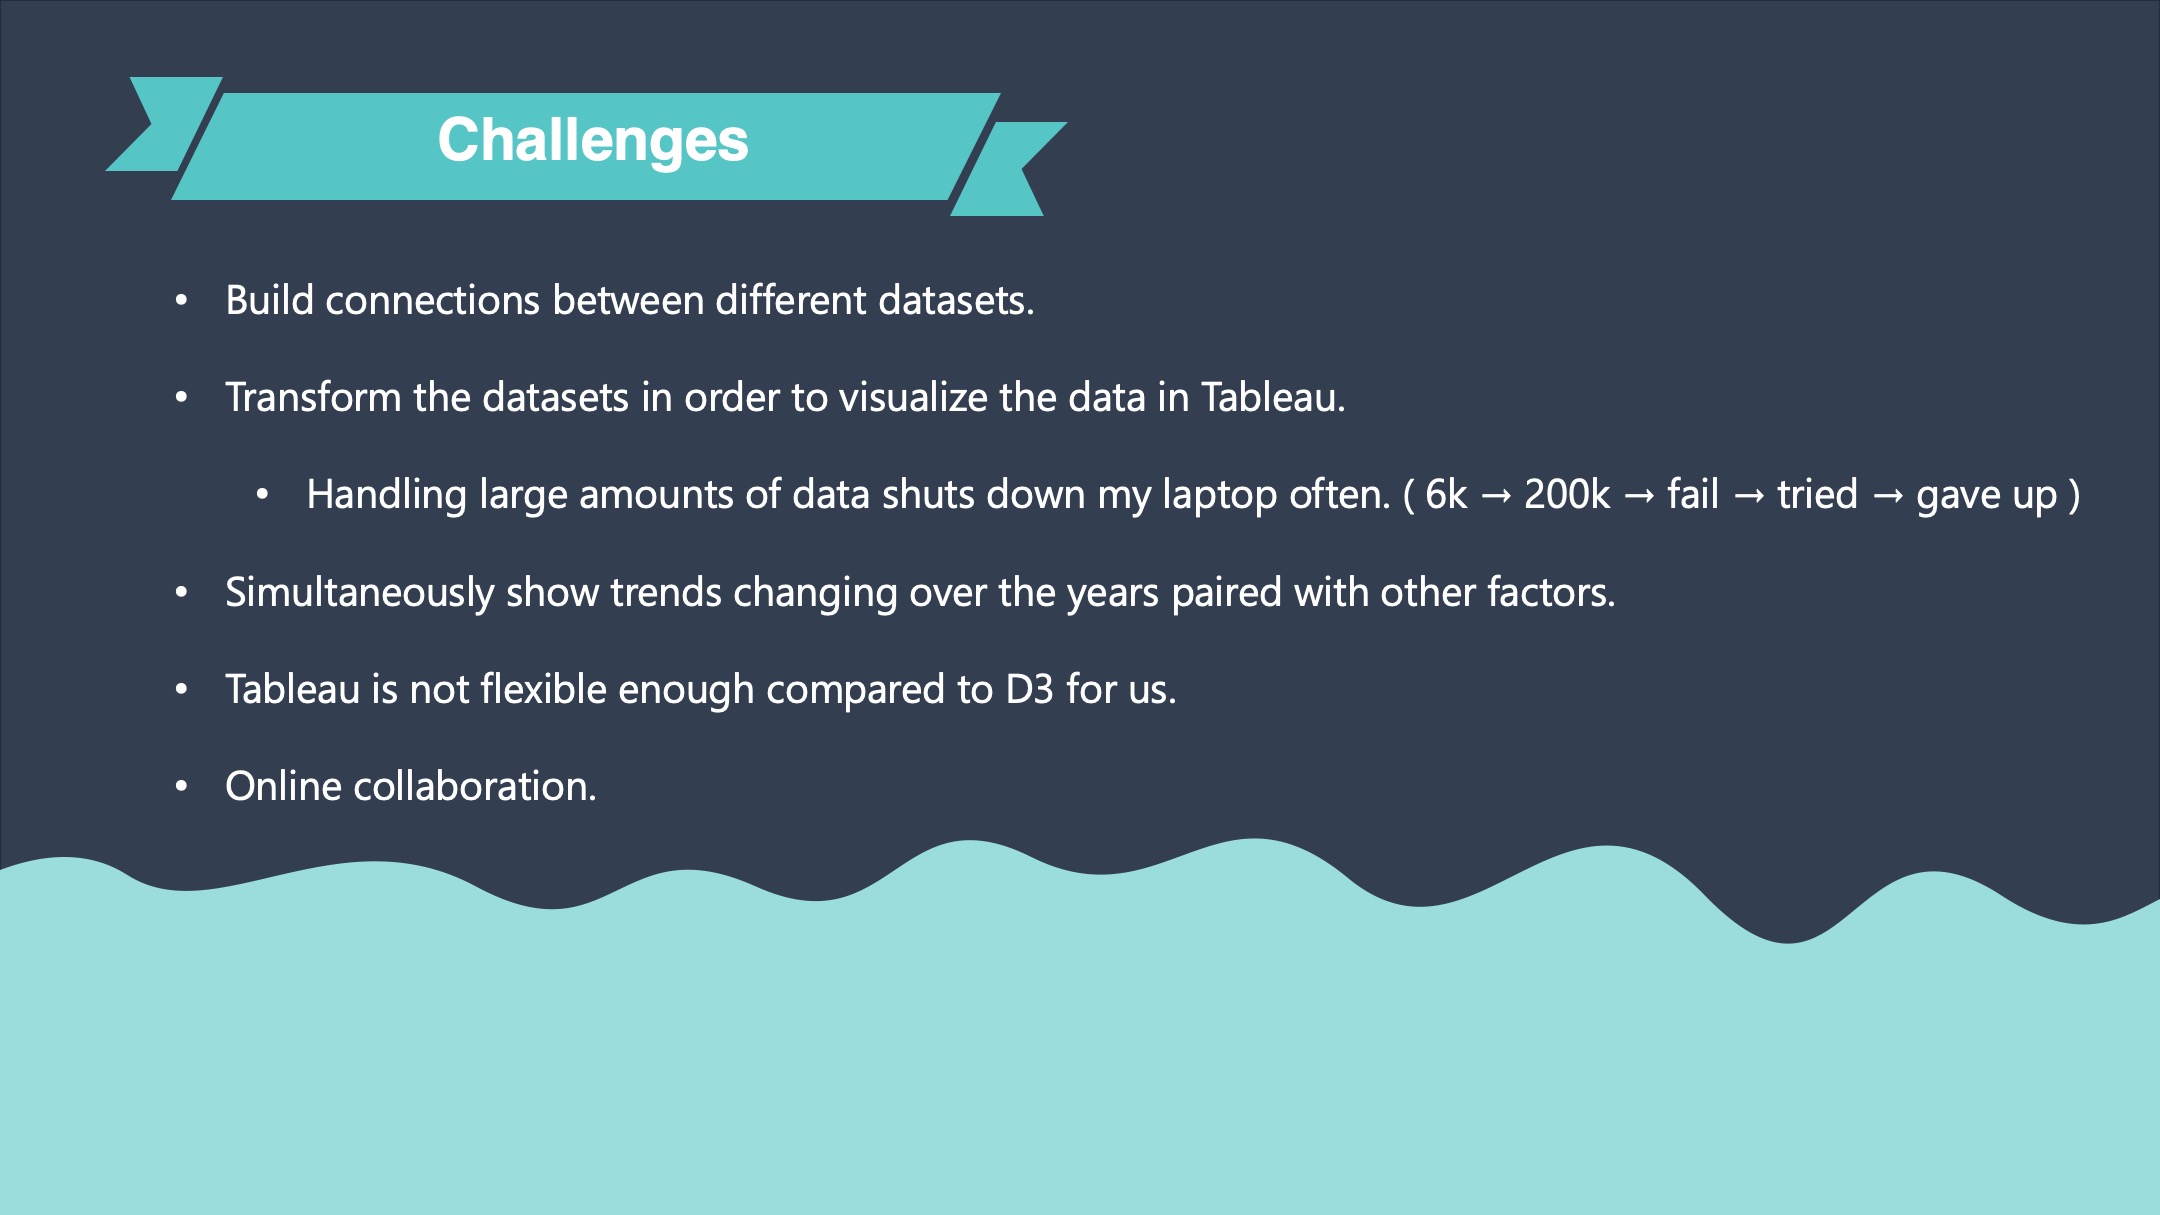 Challenges
• Build connections between different datasets.
• Transform the datasets in order to visualize the data in Tableau.
• Handling large amounts of data shuts down my laptop often. ( 6k → 200k → fail → tried → gave up )
• Simultaneously show trends changing over the years paired with other factors.
• Tableau is not flexible enough compared to D3 for us.
• Online collaboration.